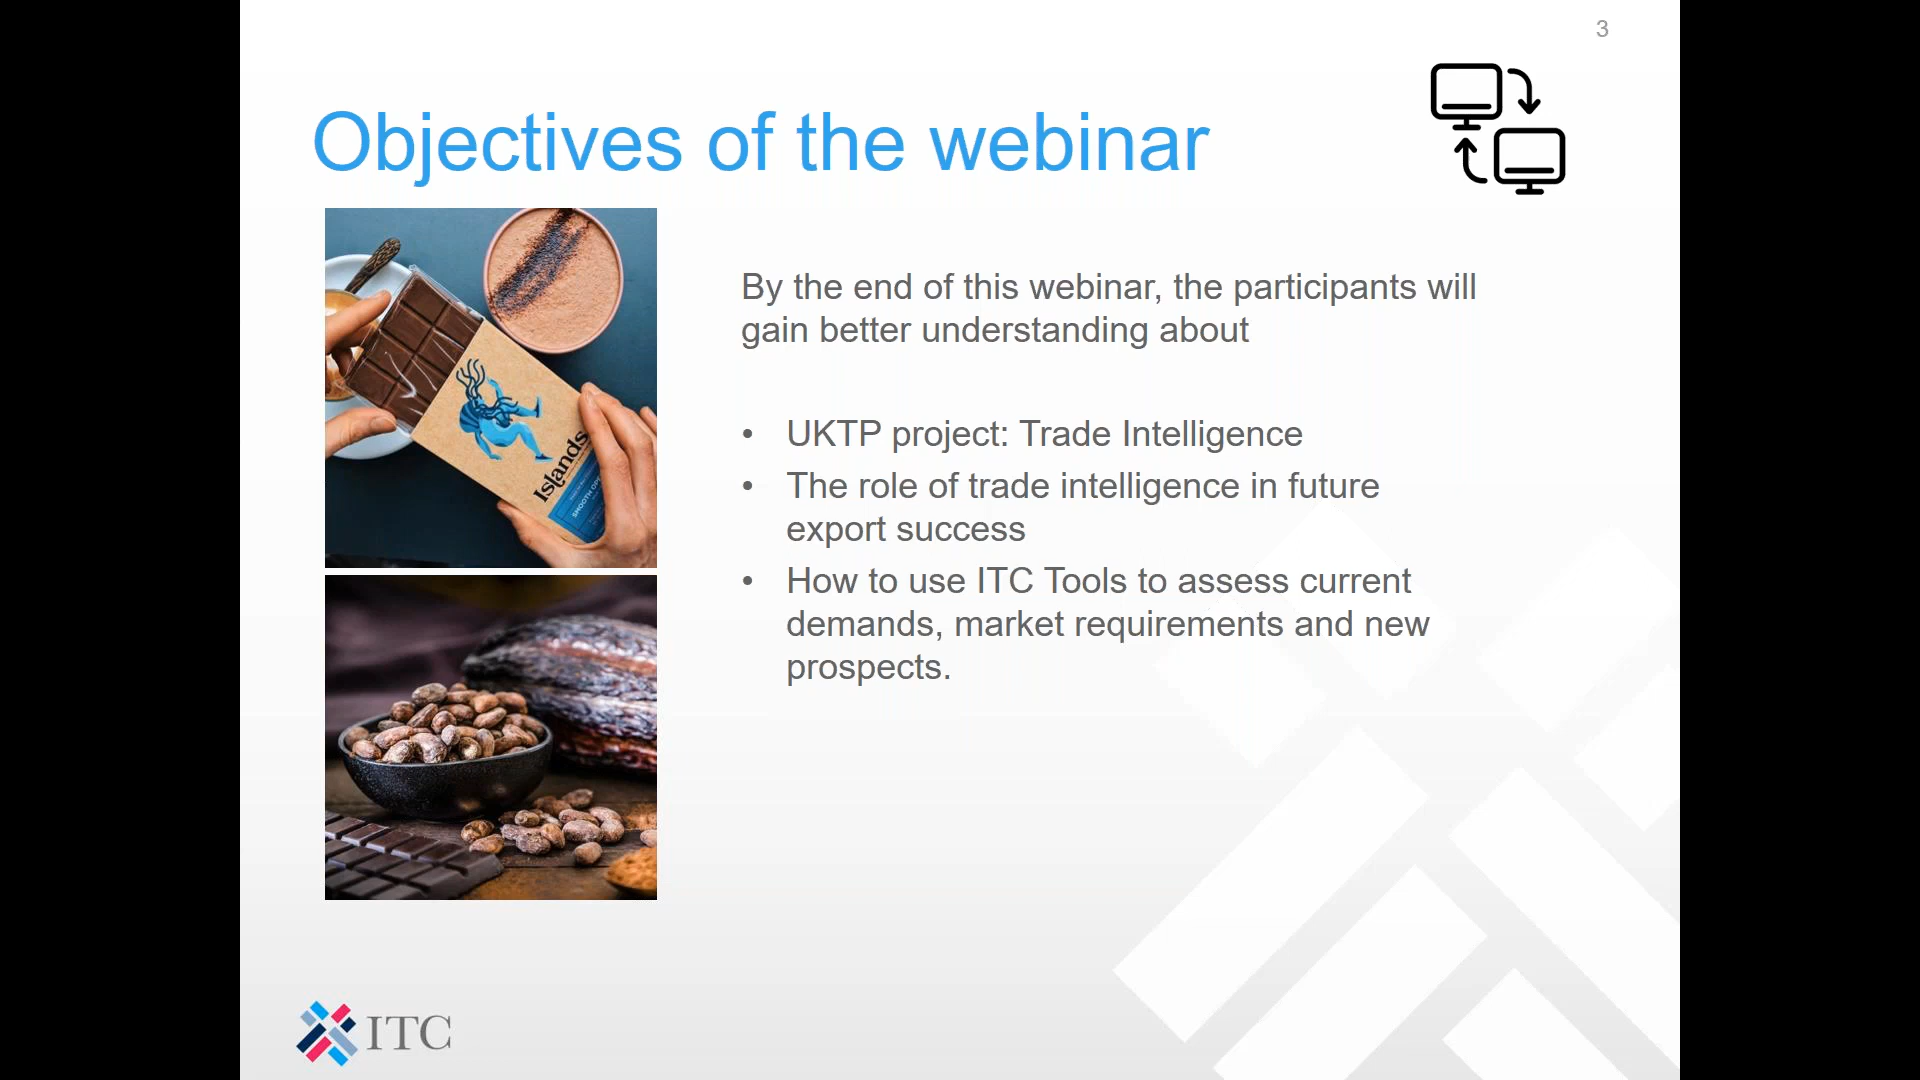 3
Objectives of the webinar
By the end of this webinar, the participants will
gain better understanding about
• UKTP project: Trade Intelligence
• The role of trade intelligence in future
export success
• How to use ITC Tools to assess current
demands, market requirements and new
prospects.
Islands
ITC